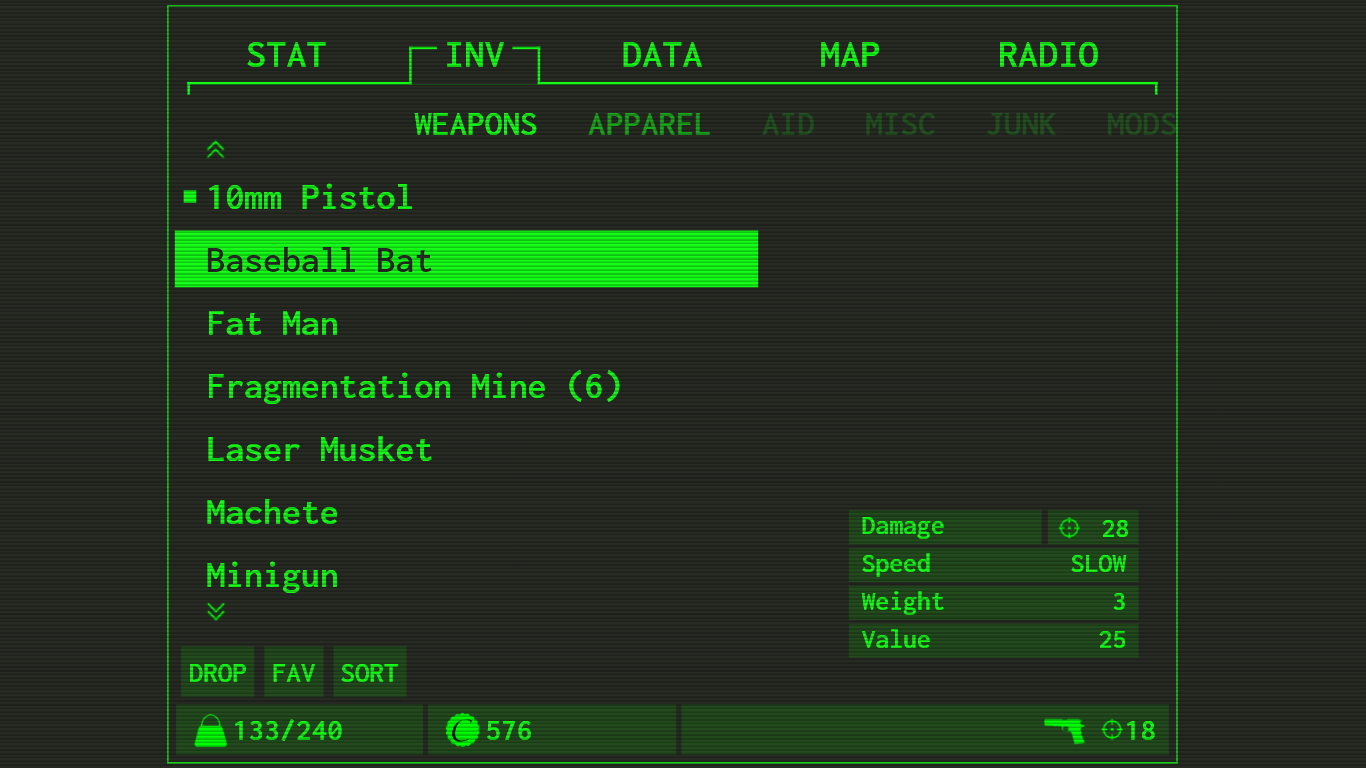 STAT INV DATA MAP RADIO
WEAPONS APPAREL AID MISC JUNK MODS
10mm Pistol
Baseball Bat
Fat Man
Fragmentation Mine (6)
Laser Musket
Machete
Minigun
Damage 28
Speed SLOW
Weight 3
Value 25
DROP FAV SORT
133/240 576 18